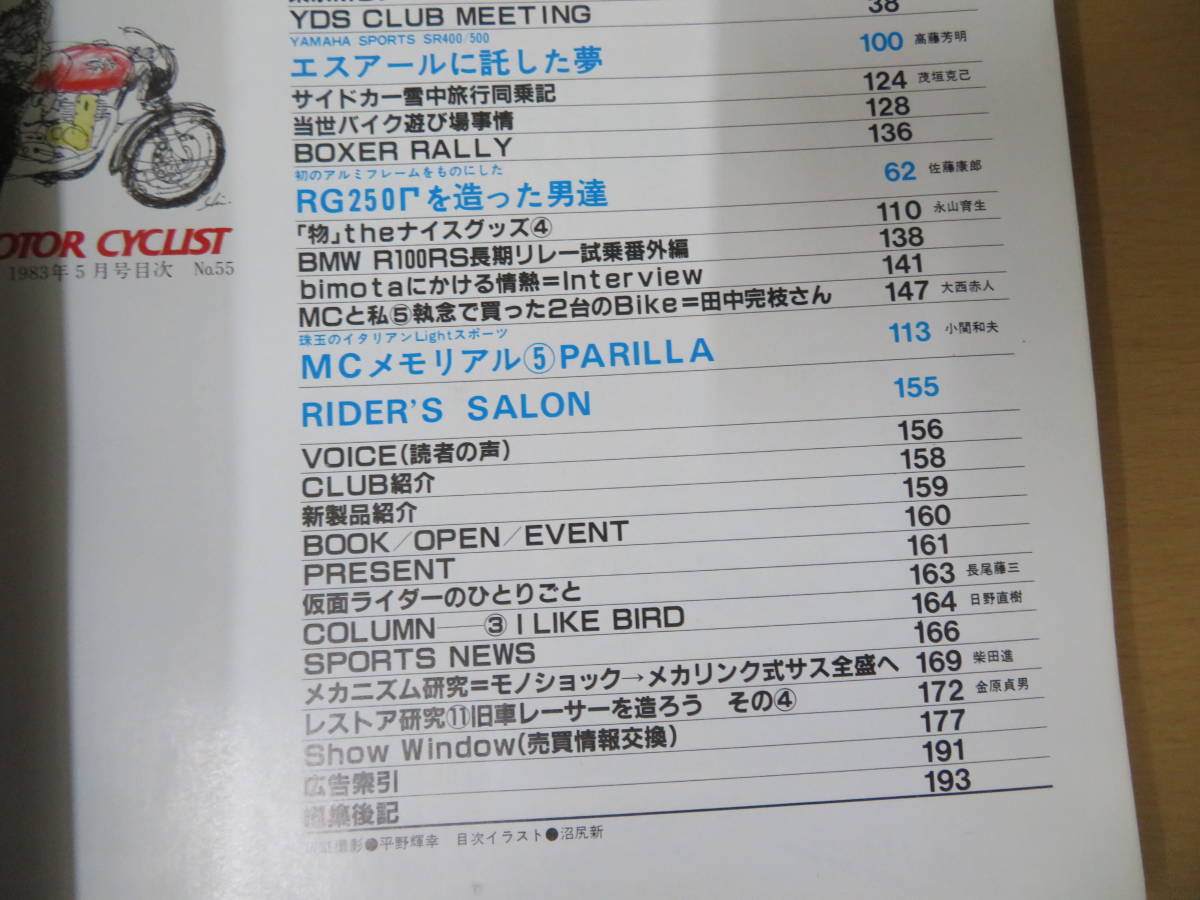 YDS CLUB MEETING 38
YAMAHA SPORTS SR400/500
エスアールに託した夢 100 高藤芳明
サイドカー雪中旅行同乗記 124 茂垣克己
当世バイク遊び場事情 128
BOXER RALLY 136
初のアルミフレームをものにした
RG250Γを造った男達 62 佐藤康郎
「物」theナイスグッズ④ 110 永山育生
BMW R100RS長期リレー試乗番外編 138
bimotaにかける情熱=Interview 141
MCと私⑤執念で買った2台のBike=田中完枝さん 147 大西赤人
珠玉のイタリアンLightスポーツ
MCメモリアル⑤PARILLA 113 小関和夫
RIDER'S SALON 155
VOICE(読者の声) 156
CLUB紹介 158
新製品紹介 159
BOOK/OPEN/EVENT 160
PRESENT 161
仮面ライダーのひとりごと 163 長尾藤三
COLUMN──③ I LIKE BIRD 164 日野直樹
SPORTS NEWS 166
メカニズム研究=モノショック→メカリンク式サス全盛へ 169 柴田進
レストア研究⑪旧車レーサーを造ろう その④ 172 金原貞男
Show Window(売買情報交換) 177
広告索引 191
編集後記 193
撮影●平野輝幸 目次イラスト●沼尻新
OTOR CYCLIST
1983年5月号目次 No.55